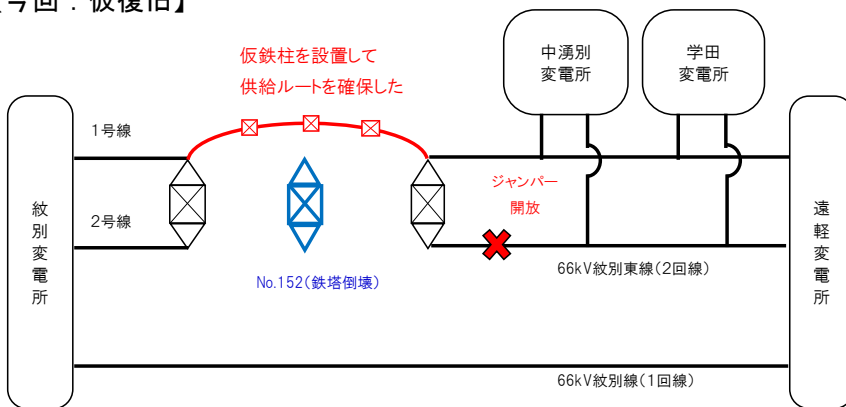 【今回：仮復旧】
仮鉄柱を設置して
供給ルートを確保した
中湧別
変電所
学田
変電所
1号線
2号線
紋別変電所
ジャンパー
開放
遠軽変電所
No.152（鉄塔倒壊）
66kV紋別東線（2回線）
66kV紋別線（1回線）